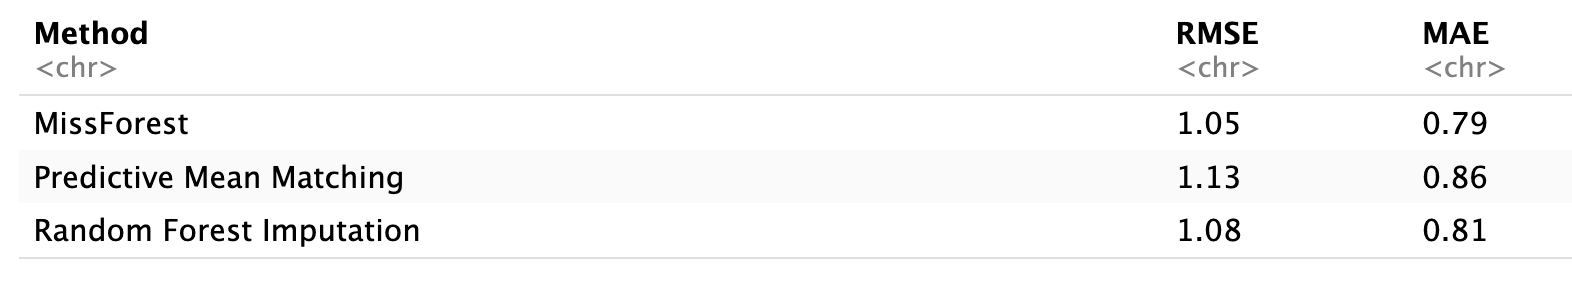 Method RMSE MAE
<chr> <chr> <chr>
MissForest 1.05 0.79
Predictive Mean Matching 1.13 0.86
Random Forest Imputation 1.08 0.81